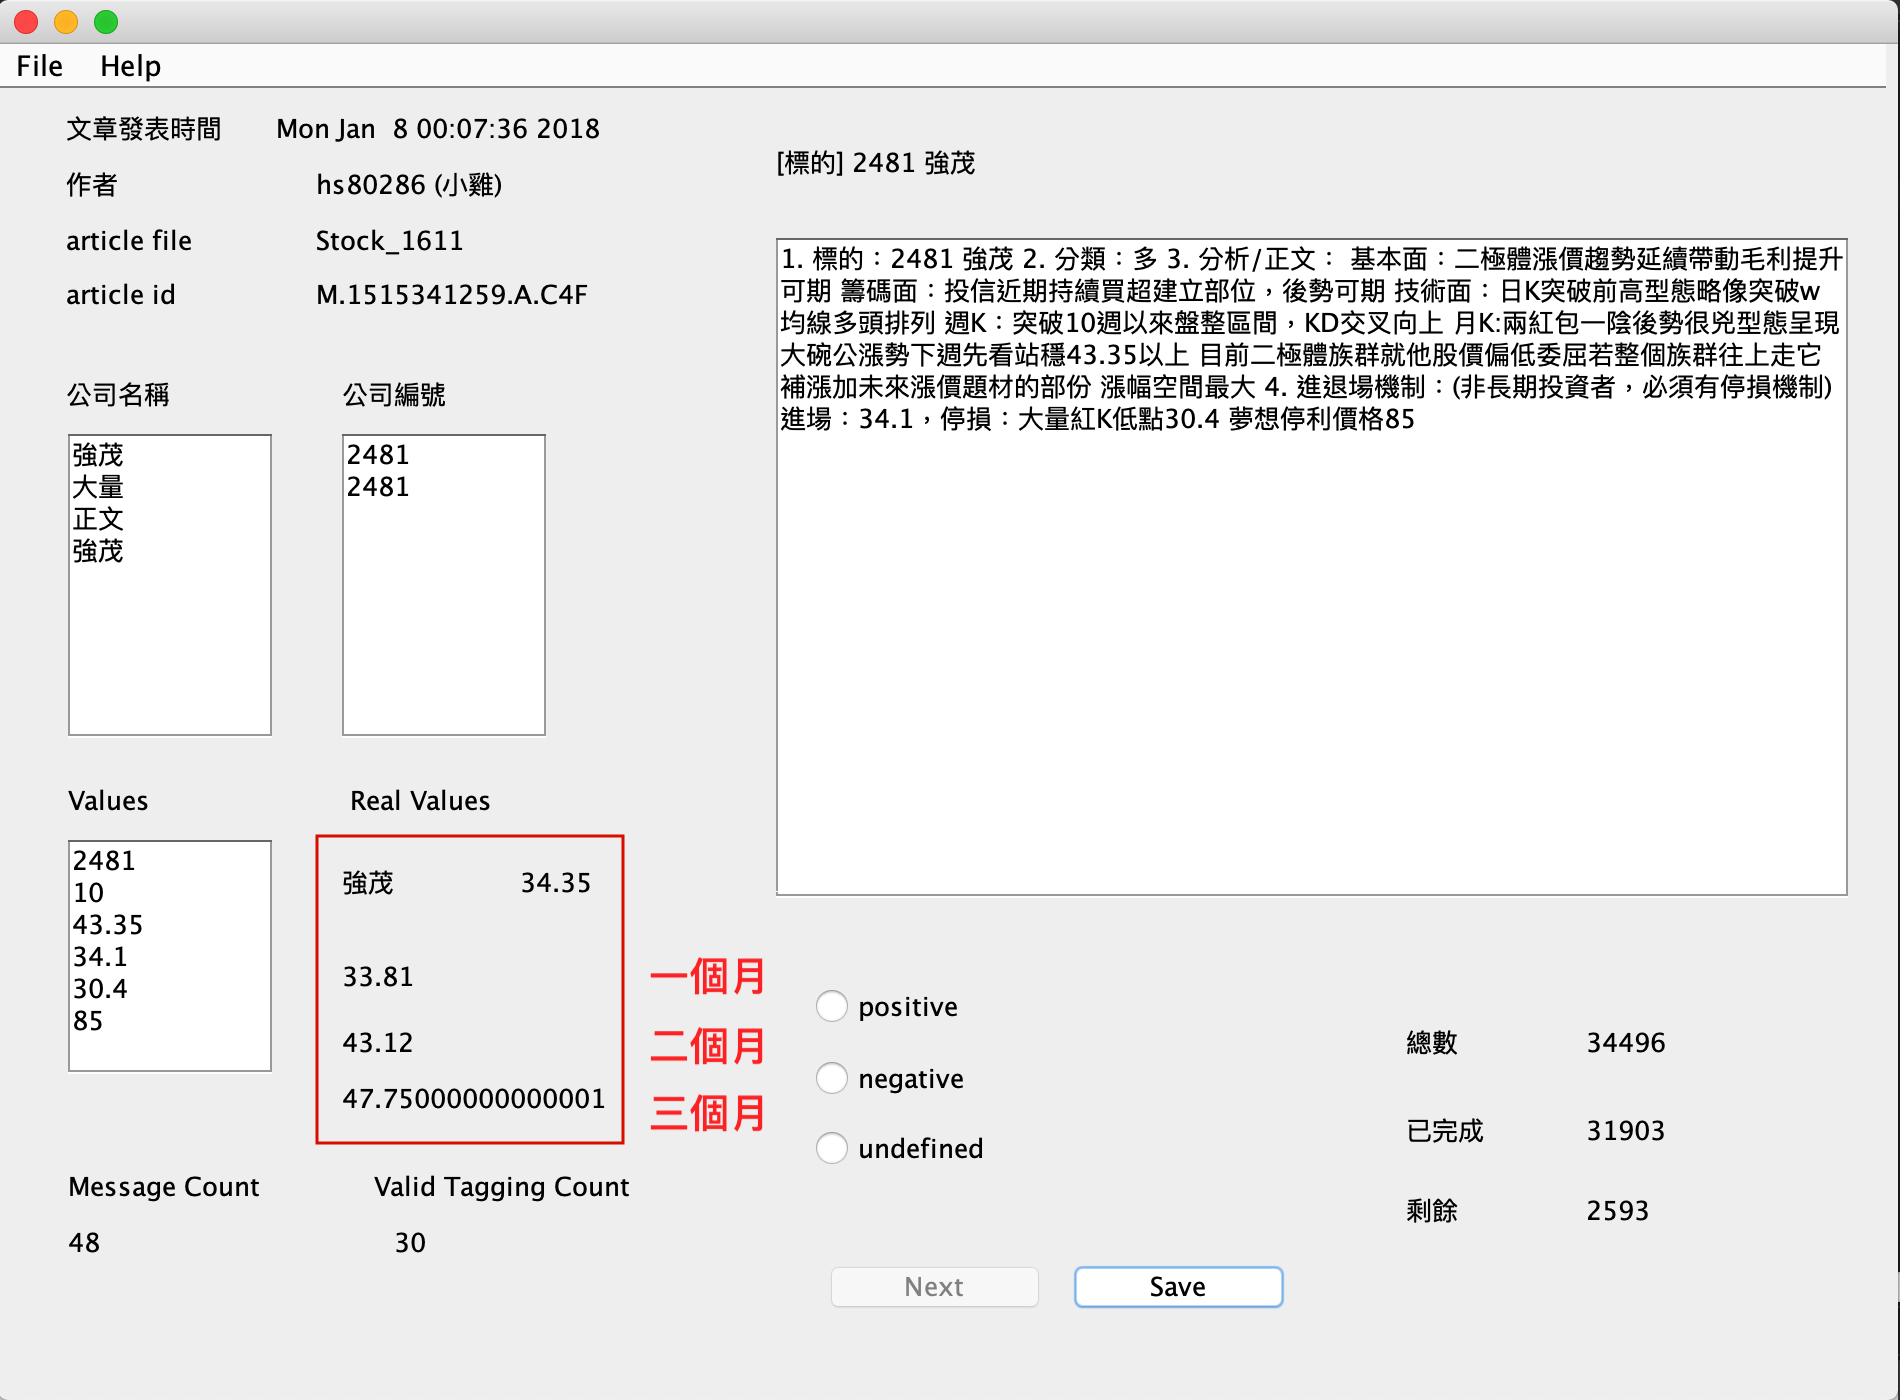 File Help
文章發表時間 Mon Jan  8 00:07:36 2018
作者 hs80286 (小雞)
article file Stock_1611
article id M.1515341259.A.C4F
公司名稱 公司編號
強茂
大量
正文
強茂
2481
2481
Values Real Values
2481
10
43.35
34.1
30.4
85
強茂 34.35
33.81 一個月
43.12 二個月
47.75000000000001 三個月
Message Count Valid Tagging Count
48 30
[標的] 2481 強茂
1. 標的：2481 強茂 2. 分類：多 3. 分析/正文： 基本面：二極體漲價趨勢延續帶動毛利提升
可期 籌碼面：投信近期持續買超建立部位，後勢可期 技術面：日K突破前高型態略像突破w
均線多頭排列 週K：突破10週以來盤整區間，KD交叉向上 月K:兩紅包一陰後勢很兇型態呈現
大碗公漲勢下週先看站穩43.35以上 目前二極體族群就他股價偏低委屈若整個族群往上走它
補漲加未來漲價題材的部份 漲幅空間最大 4. 進退場機制：(非長期投資者，必須有停損機制)
進場：34.1，停損：大量紅K低點30.4 夢想停利價格85
positive
negative
undefined
總數 34496
已完成 31903
剩餘 2593
Next Save